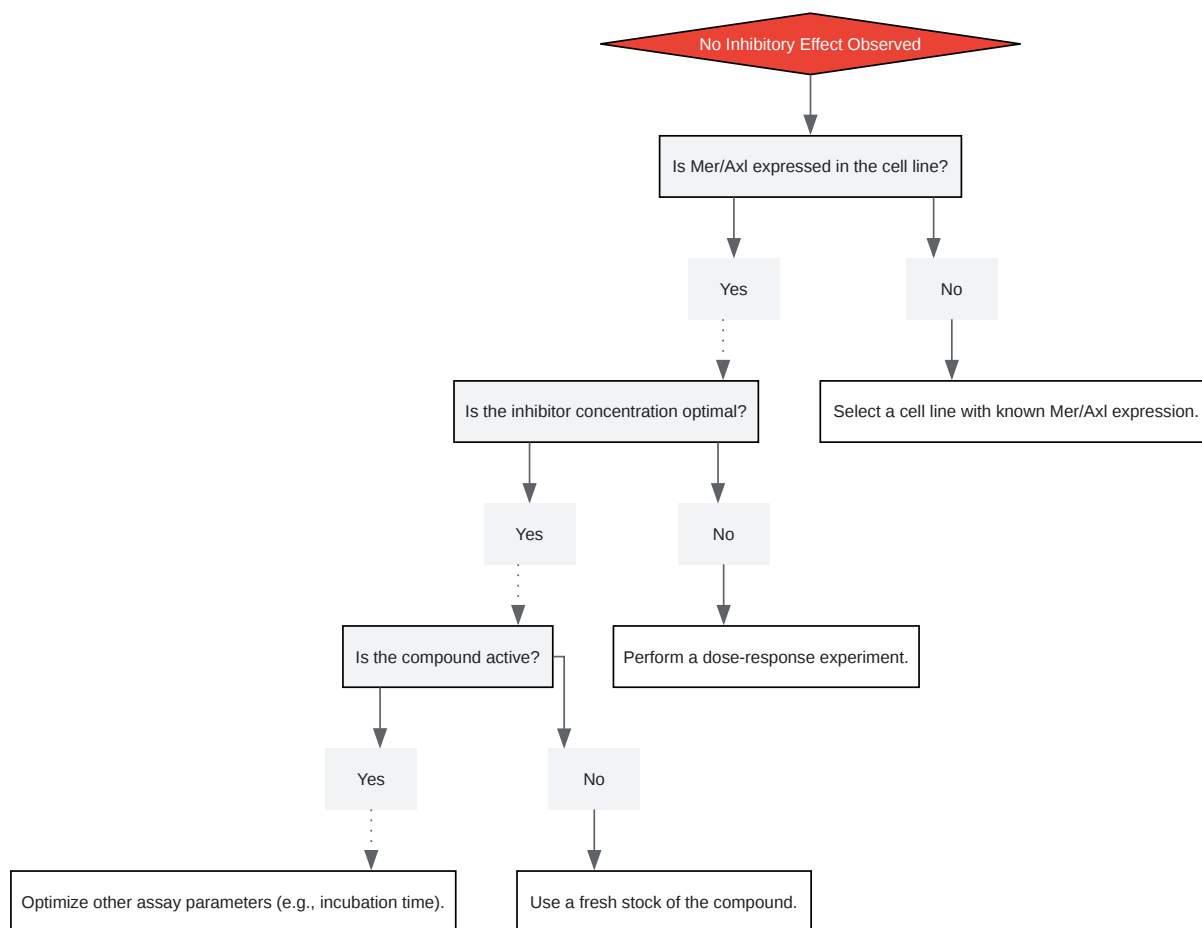 No Inhibitory Effect Observed
Is Mer/Axl expressed in the cell line?
Yes
No
Is the inhibitor concentration optimal?
Select a cell line with known Mer/Axl expression.
Yes
No
Is the compound active?
Perform a dose-response experiment.
Yes
No
Optimize other assay parameters (e.g., incubation time).
Use a fresh stock of the compound.